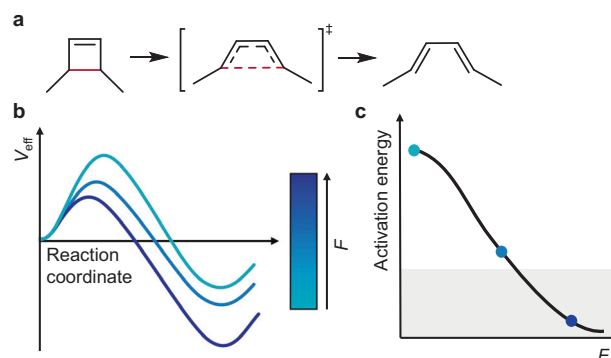 a
‡
b
V_eff
Reaction
coordinate
F
c
Activation energy
F